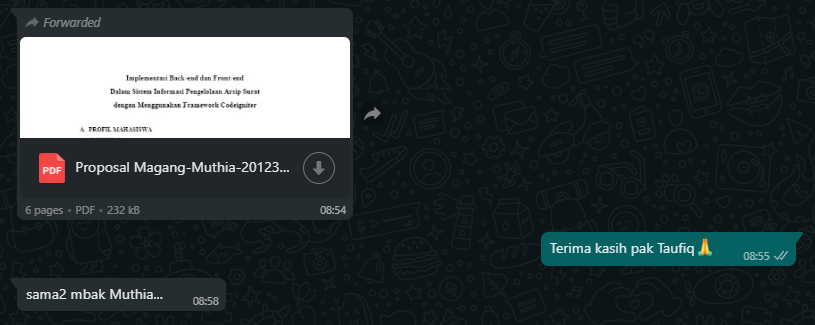 Forwarded
Implementasi Back-end dan Front-end
Dalam Sistem Informasi Pengelolaan Arsip Surat
dengan Menggunakan Framework Codeigniter
A. PROFIL MAHASISWA
PDF
Proposal Magang-Muthia-20123...
6 pages • PDF • 232 kB
08:54
Terima kasih pak Taufiq🙏
08:55
sama2 mbak Muthia...
08:58